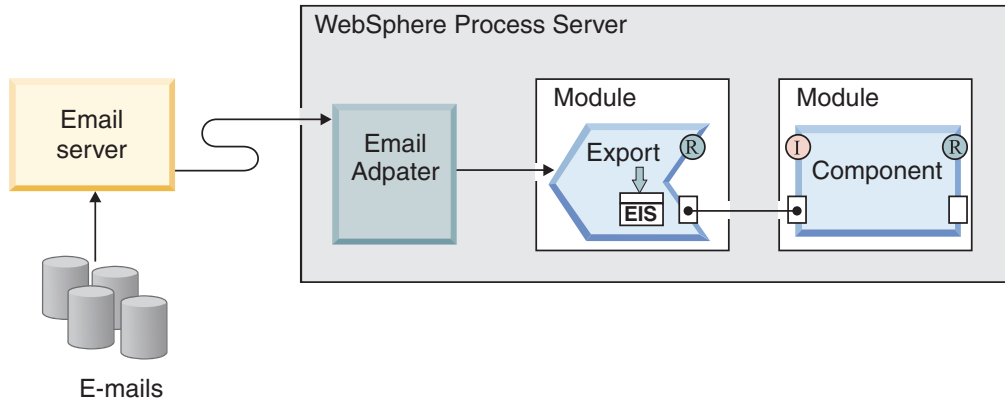 WebSphere Process Server
Email
server
Email
Adpater
Module
Export
R
EIS
Module
I
R
Component
E-mails